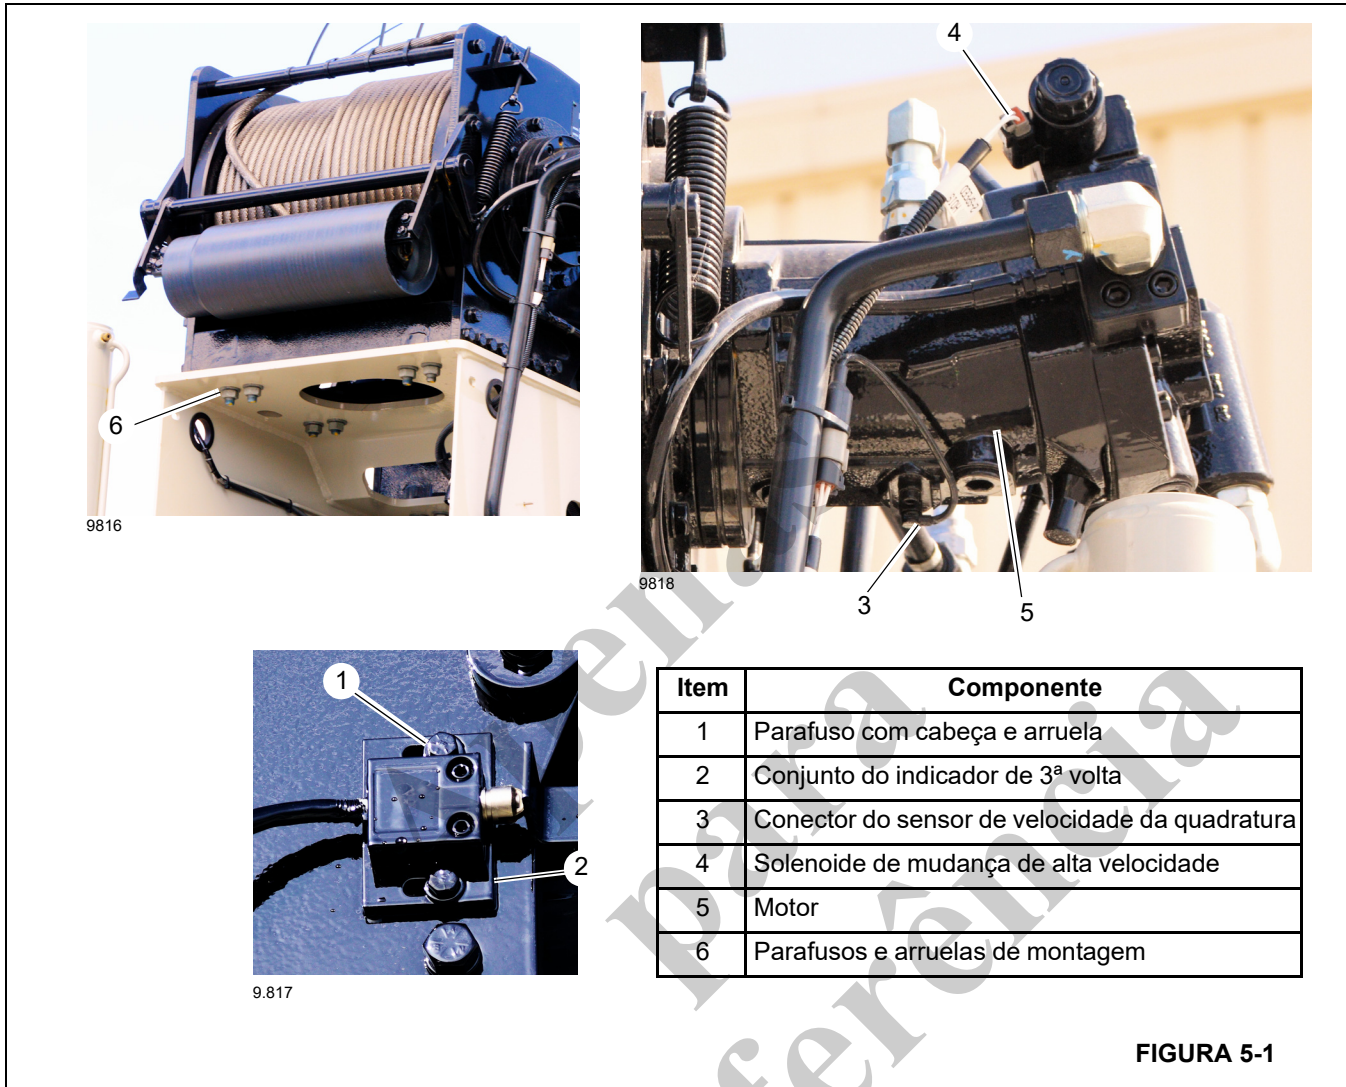 4
6
9816
9818
3
5
1
2
9.817
Item Componente
1 Parafuso com cabeça e arruela
2 Conjunto do indicador de 3ª volta
3 Conector do sensor de velocidade da quadratura
4 Solenoide de mudança de alta velocidade
5 Motor
6 Parafusos e arruelas de montagem
FIGURA 5-1
para